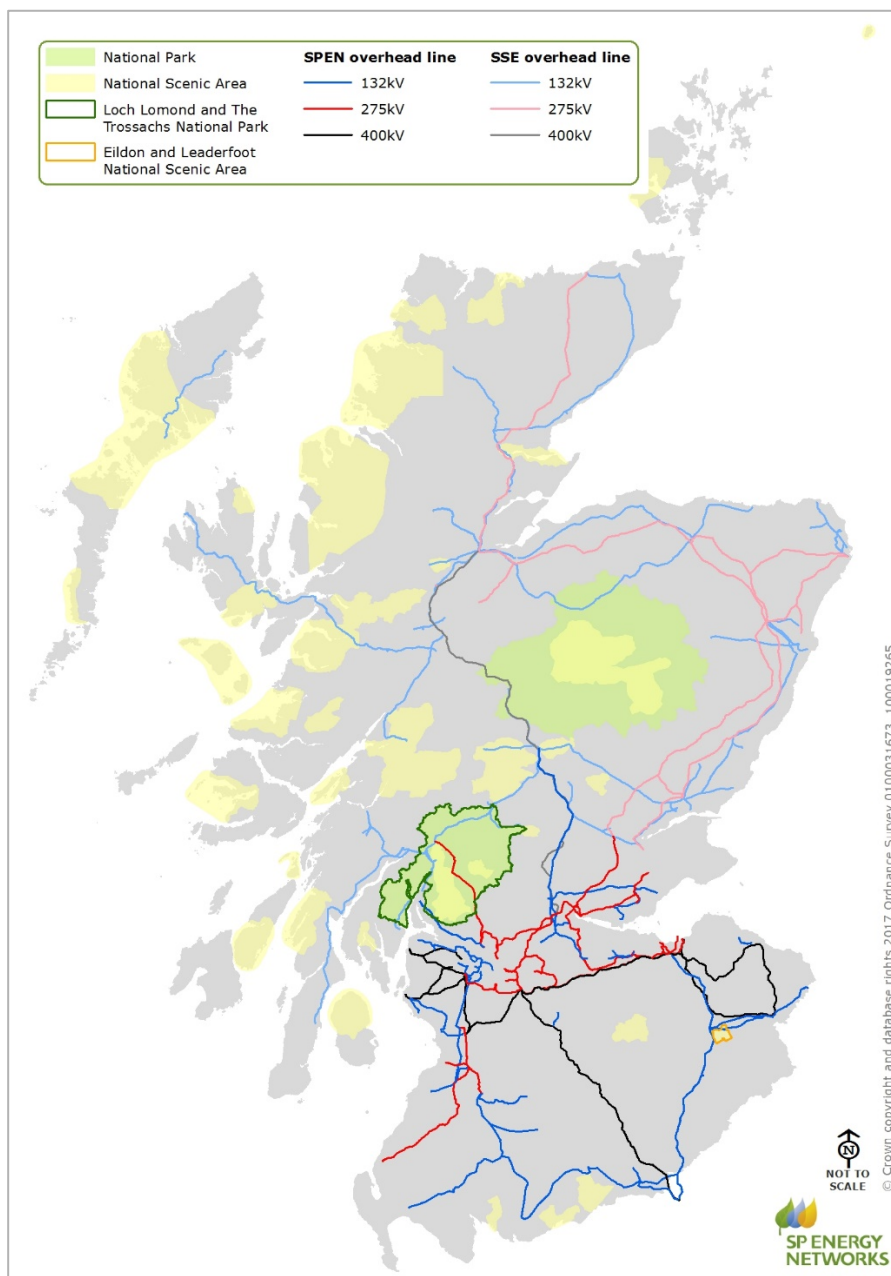 National Park
National Scenic Area
Loch Lomond and The
Trossachs National Park
Eildon and Leaderfoot
National Scenic Area
SPEN overhead line
132kV
275kV
400kV
SSE overhead line
132kV
275kV
400kV
© Crown copyright and database rights 2017 Ordnance Survey 0100031673, 100019265
N
NOT TO
SCALE
SP ENERGY
NETWORKS